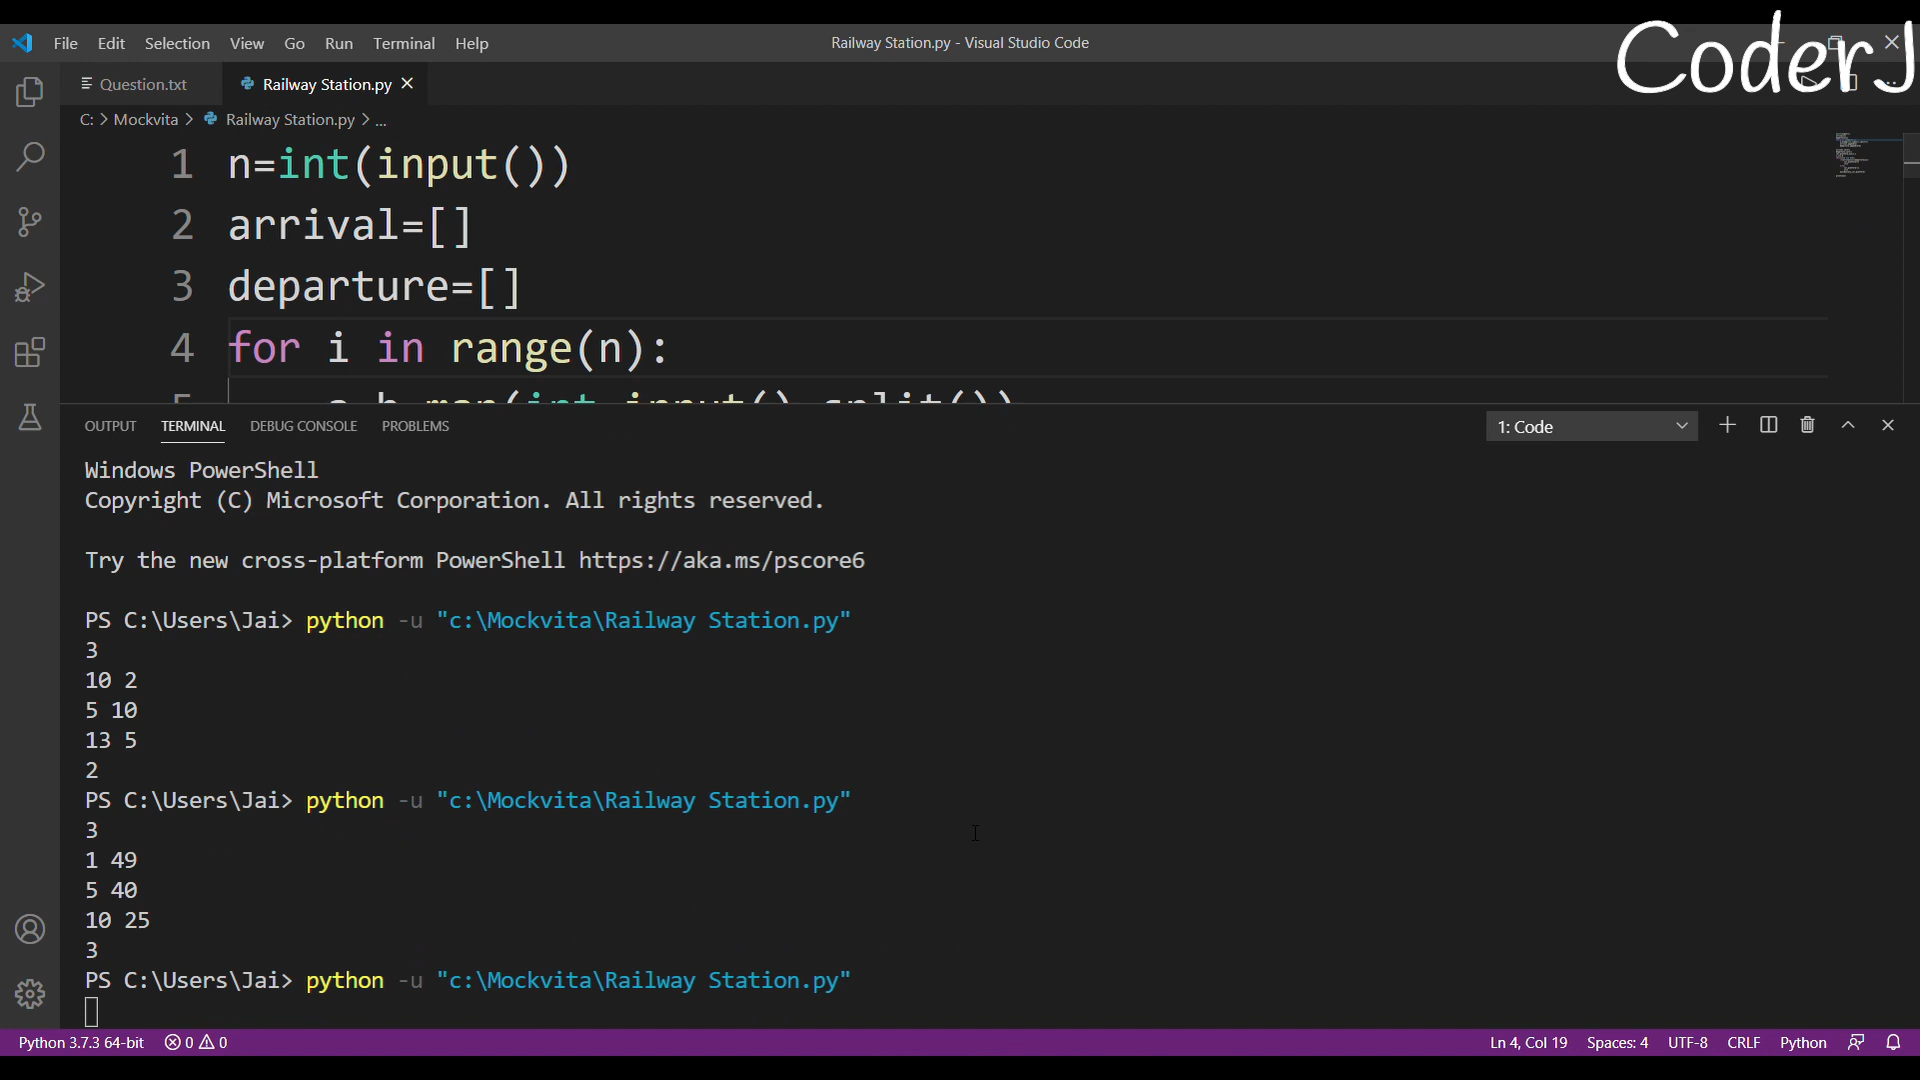 CoderJ
File Edit Selection View Go Run Terminal Help
Railway Station.py - Visual Studio Code
Question.txt
Railway Station.py
C: > Mockvita > Railway Station.py > ...
1 n=int(input())
2 arrival=[]
3 departure=[]
4 for i in range(n):
OUTPUT TERMINAL DEBUG CONSOLE PROBLEMS
1: Code
Windows PowerShell
Copyright (C) Microsoft Corporation. All rights reserved.
Try the new cross-platform PowerShell https://aka.ms/pscore6
PS C:\Users\Jai> python -u "c:\Mockvita\Railway Station.py"
3
10 2
5 10
13 5
2
PS C:\Users\Jai> python -u "c:\Mockvita\Railway Station.py"
3
1 49
5 40
10 25
3
PS C:\Users\Jai> python -u "c:\Mockvita\Railway Station.py"
Python 3.7.3 64-bit 0 0 Ln 4, Col 19 Spaces: 4 UTF-8 CRLF Python